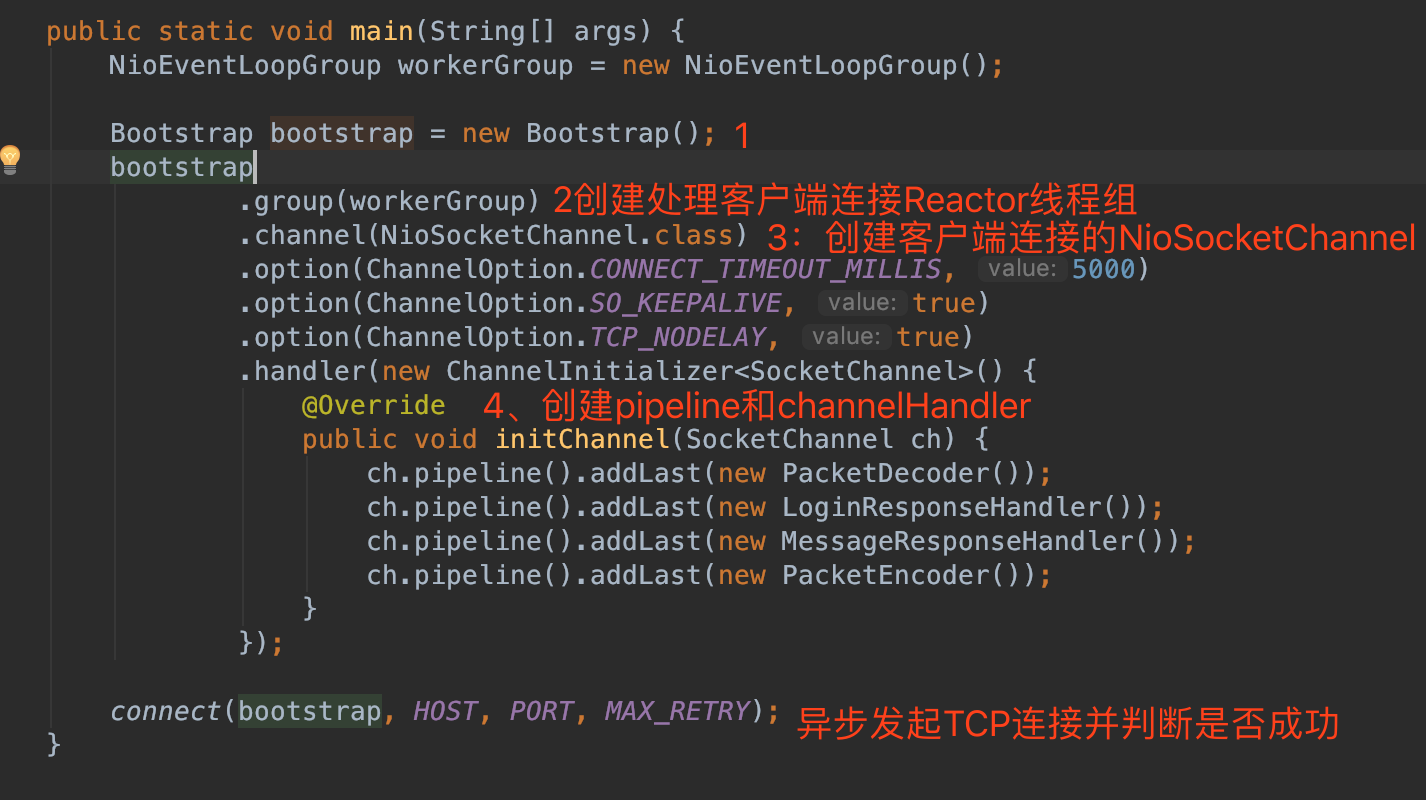 public static void main(String[] args) {
NioEventLoopGroup workerGroup = new NioEventLoopGroup();
Bootstrap bootstrap = new Bootstrap(); 1
bootstrap
.group(workerGroup) 2创建处理客户端连接Reactor线程组
.channel(NioSocketChannel.class) 3：创建客户端连接的NioSocketChannel
.option(ChannelOption.CONNECT_TIMEOUT_MILLIS, value: 5000)
.option(ChannelOption.SO_KEEPALIVE, value: true)
.option(ChannelOption.TCP_NODELAY, value: true)
.handler(new ChannelInitializer<SocketChannel>() {
@Override 4、创建pipeline和channelHandler
public void initChannel(SocketChannel ch) {
ch.pipeline().addLast(new PacketDecoder());
ch.pipeline().addLast(new LoginResponseHandler());
ch.pipeline().addLast(new MessageResponseHandler());
ch.pipeline().addLast(new PacketEncoder());
}
});
connect(bootstrap, HOST, PORT, MAX_RETRY); 异步发起TCP连接并判断是否成功
}